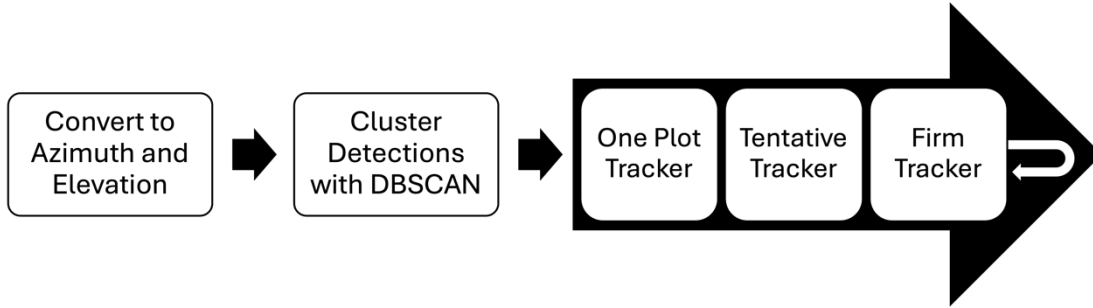 Convert to
Azimuth and
Elevation
Cluster
Detections
with DBSCAN
One Plot
Tracker
Tentative
Tracker
Firm
Tracker